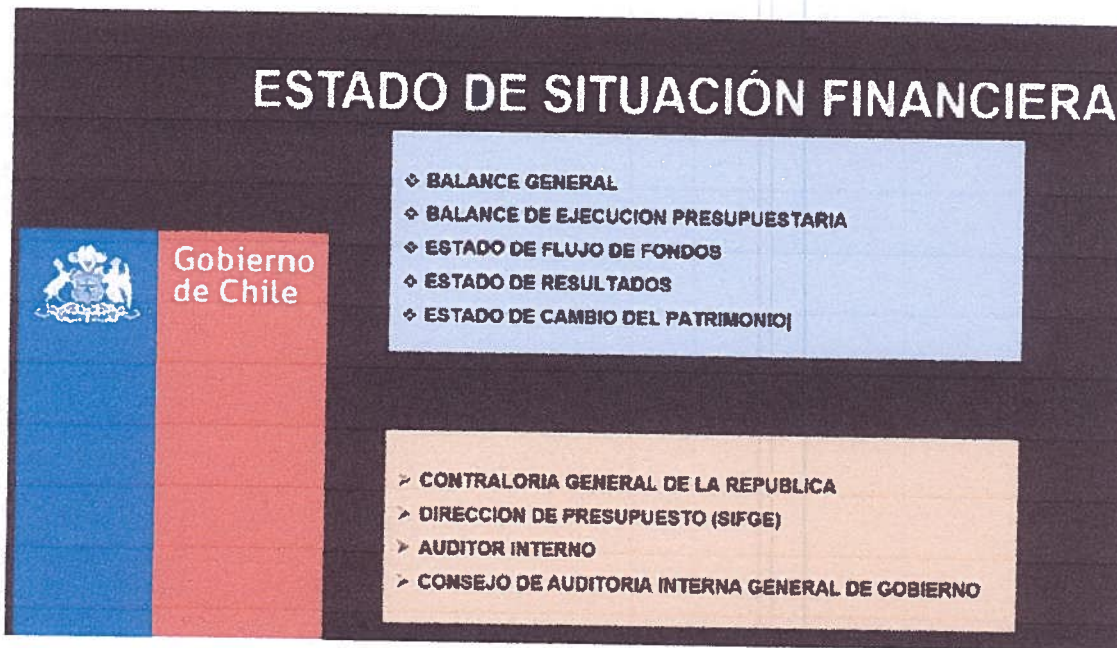 ESTADO DE SITUACIÓN FINANCIERA
❖ BALANCE GENERAL
❖ BALANCE DE EJECUCION PRESUPUESTARIA
❖ ESTADO DE FLUJO DE FONDOS
❖ ESTADO DE RESULTADOS
❖ ESTADO DE CAMBIO DEL PATRIMONIO|
Gobierno
de Chile
➢ CONTRALORIA GENERAL DE LA REPUBLICA
➢ DIRECCION DE PRESUPUESTO (SIFGE)
➢ AUDITOR INTERNO
➢ CONSEJO DE AUDITORIA INTERNA GENERAL DE GOBIERNO